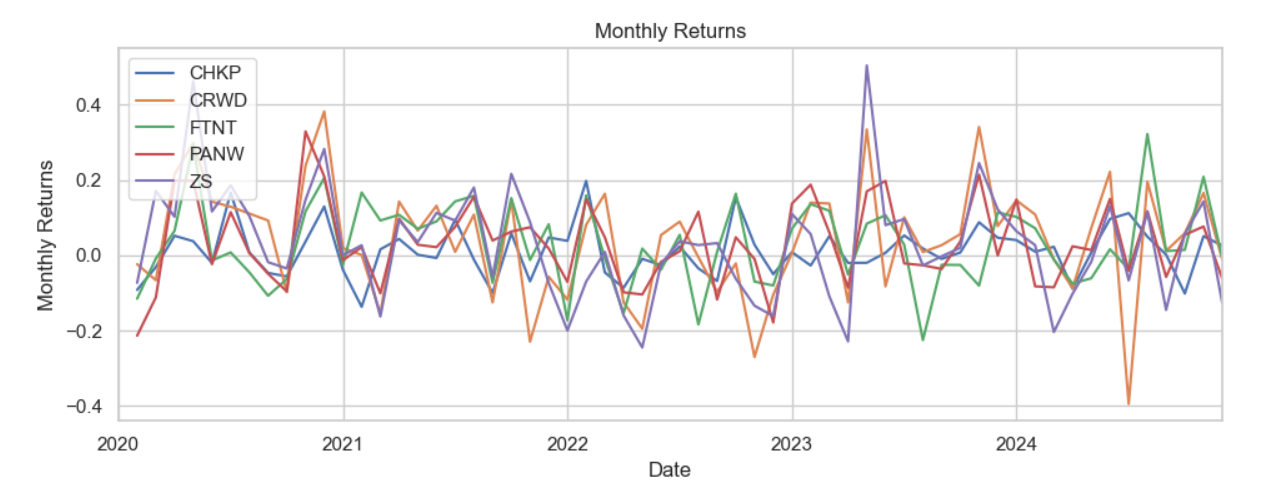 Monthly Returns
CHKP
CRWD
FTNT
PANW
ZS
Monthly Returns
0.4
0.2
0.0
−0.2
−0.4
2020 2021 2022 2023 2024
Date